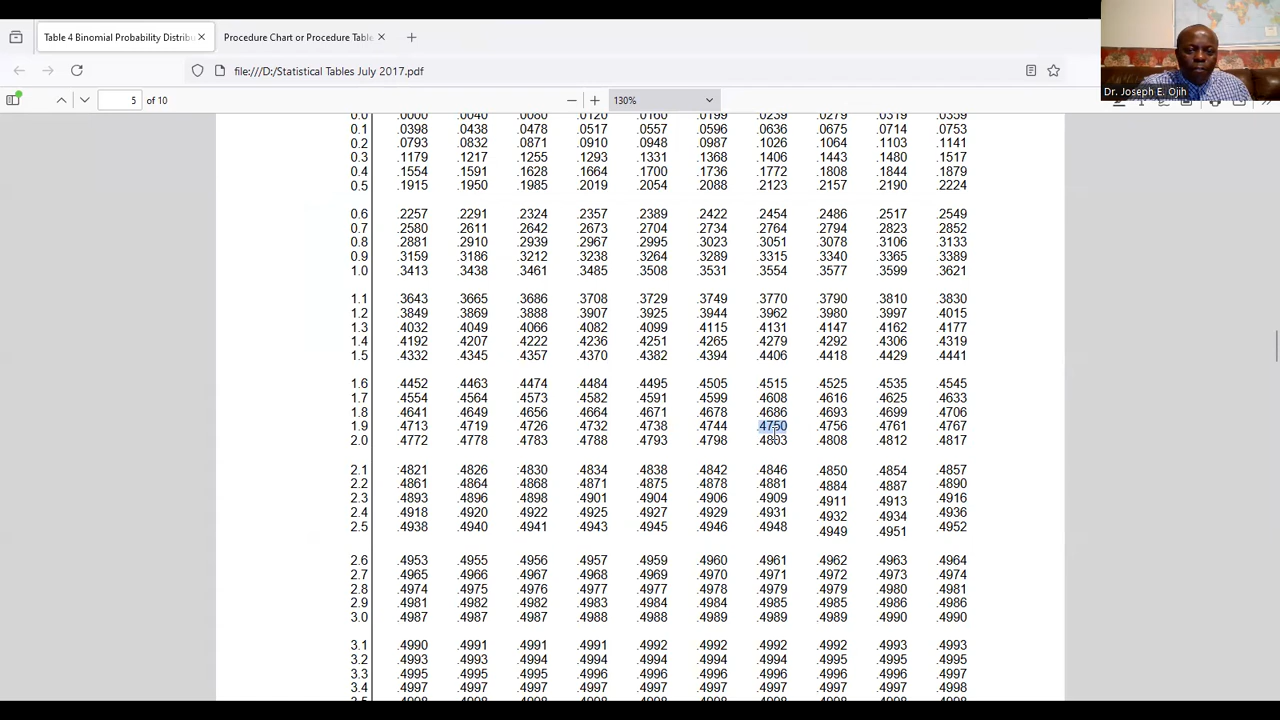 Table 4 Binomial Probability Distribu
Procedure Chart or Procedure Table
file:///D:/Statistical Tables July 2017.pdf
5 of 10
130%
Dr. Joseph E. Ojih
0.0 .0120 .0160 .0199 .0239 .0279 .0319 .0359
0.1 .0398 .0438 .0478 .0517 .0557 .0596 .0636 .0675 .0714 .0753
0.2 .0793 .0832 .0871 .0910 .0948 .0987 .1026 .1064 .1103 .1141
0.3 .1179 .1217 .1255 .1293 .1331 .1368 .1406 .1443 .1480 .1517
0.4 .1554 .1591 .1628 .1664 .1700 .1736 .1772 .1808 .1844 .1879
0.5 .1915 .1950 .1985 .2019 .2054 .2088 .2123 .2157 .2190 .2224
0.6 .2257 .2291 .2324 .2357 .2389 .2422 .2454 .2486 .2517 .2549
0.7 .2580 .2611 .2642 .2673 .2704 .2734 .2764 .2794 .2823 .2852
0.8 .2881 .2910 .2939 .2967 .2995 .3023 .3051 .3078 .3106 .3133
0.9 .3159 .3186 .3212 .3238 .3264 .3289 .3315 .3340 .3365 .3389
1.0 .3413 .3438 .3461 .3485 .3508 .3531 .3554 .3577 .3599 .3621
1.1 .3643 .3665 .3686 .3708 .3729 .3749 .3770 .3790 .3810 .3830
1.2 .3849 .3869 .3888 .3907 .3925 .3944 .3962 .3980 .3997 .4015
1.3 .4032 .4049 .4066 .4082 .4099 .4115 .4131 .4147 .4162 .4177
1.4 .4192 .4207 .4222 .4236 .4251 .4265 .4279 .4292 .4306 .4319
1.5 .4332 .4345 .4357 .4370 .4382 .4394 .4406 .4418 .4429 .4441
1.6 .4452 .4463 .4474 .4484 .4495 .4505 .4515 .4525 .4535 .4545
1.7 .4554 .4564 .4573 .4582 .4591 .4599 .4608 .4616 .4625 .4633
1.8 .4641 .4649 .4656 .4664 .4671 .4678 .4686 .4693 .4699 .4706
1.9 .4713 .4719 .4726 .4732 .4738 .4744 .4750 .4756 .4761 .4767
2.0 .4772 .4778 .4783 .4788 .4793 .4798 .4803 .4808 .4812 .4817
2.1 :4821 .4826 :4830 .4834 .4838 .4842 .4846 .4850 .4854 .4857
2.2 .4861 .4864 .4868 .4871 .4875 .4878 .4881 .4884 .4887 .4890
2.3 .4893 .4896 .4898 .4901 .4904 .4906 .4909 .4911 .4913 .4916
2.4 .4918 .4920 .4922 .4925 .4927 .4929 .4931 .4932 .4934 .4936
2.5 .4938 .4940 .4941 .4943 .4945 .4946 .4948 .4949 .4951 .4952
2.6 .4953 .4955 .4956 .4957 .4959 .4960 .4961 .4962 .4963 .4964
2.7 .4965 .4966 .4967 .4968 .4969 .4970 .4971 .4972 .4973 .4974
2.8 .4974 .4975 .4976 .4977 .4977 .4978 .4979 .4979 .4980 .4981
2.9 .4981 .4982 .4982 .4983 .4984 .4984 .4985 .4985 .4986 .4986
3.0 .4987 .4987 .4987 .4988 .4988 .4989 .4989 .4989 .4990 .4990
3.1 .4990 .4991 .4991 .4991 .4992 .4992 .4992 .4992 .4993 .4993
3.2 .4993 .4993 .4994 .4994 .4994 .4994 .4994 .4995 .4995 .4995
3.3 .4995 .4995 .4995 .4996 .4996 .4996 .4996 .4996 .4996 .4997
3.4 .4997 .4997 .4997 .4997 .4997 .4997 .4997 .4997 .4997 .4998